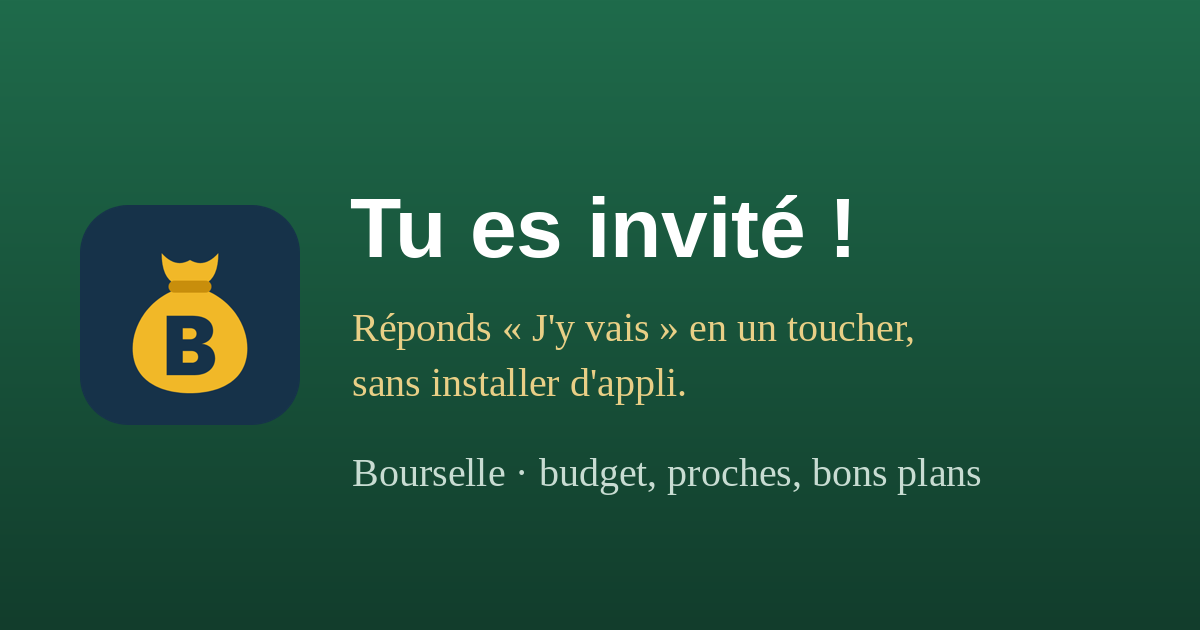 B
Tu es invité !
Réponds « J'y vais » en un toucher,
sans installer d'appli.
Bourselle · budget, proches, bons plans